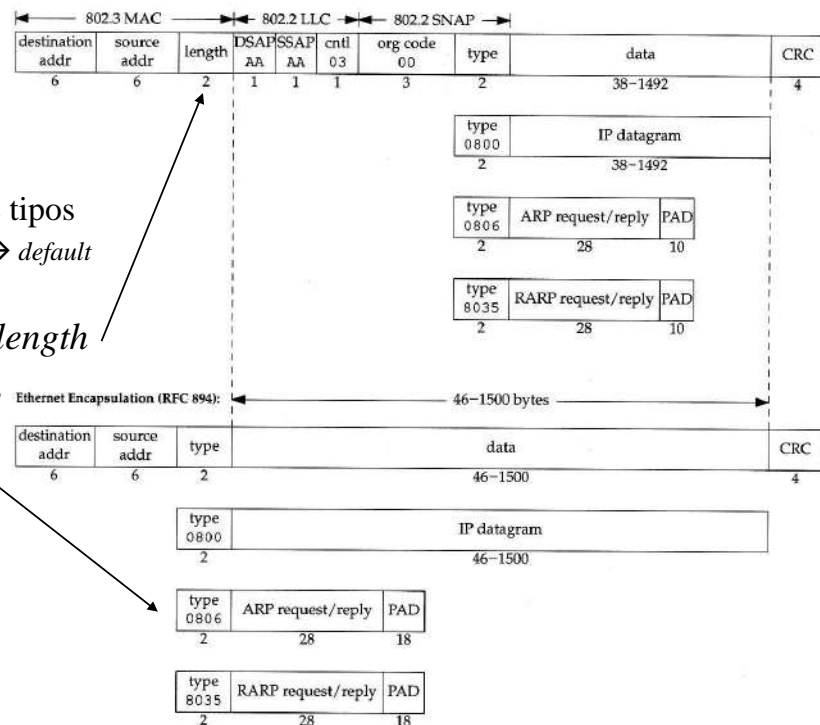 802.3 MAC 802.2 LLC 802.2 SNAP
destination addr source addr length DSAP AA SSAP AA cntl 03 org code 00 type data CRC
6 6 2 1 1 1 3 2 38-1492 4
type 0800 IP datagram
2 38-1492
tipos
type 0806 ARP request/reply PAD
2 28 10
→ default
type 8035 RARP request/reply PAD
2 28 10
length
Ethernet Encapsulation (RFC 894): 46-1500 bytes
destination addr source addr type data CRC
6 6 2 46-1500 4
type 0800 IP datagram
2 46-1500
type 0806 ARP request/reply PAD
2 28 18
type 8035 RARP request/reply PAD
2 28 18